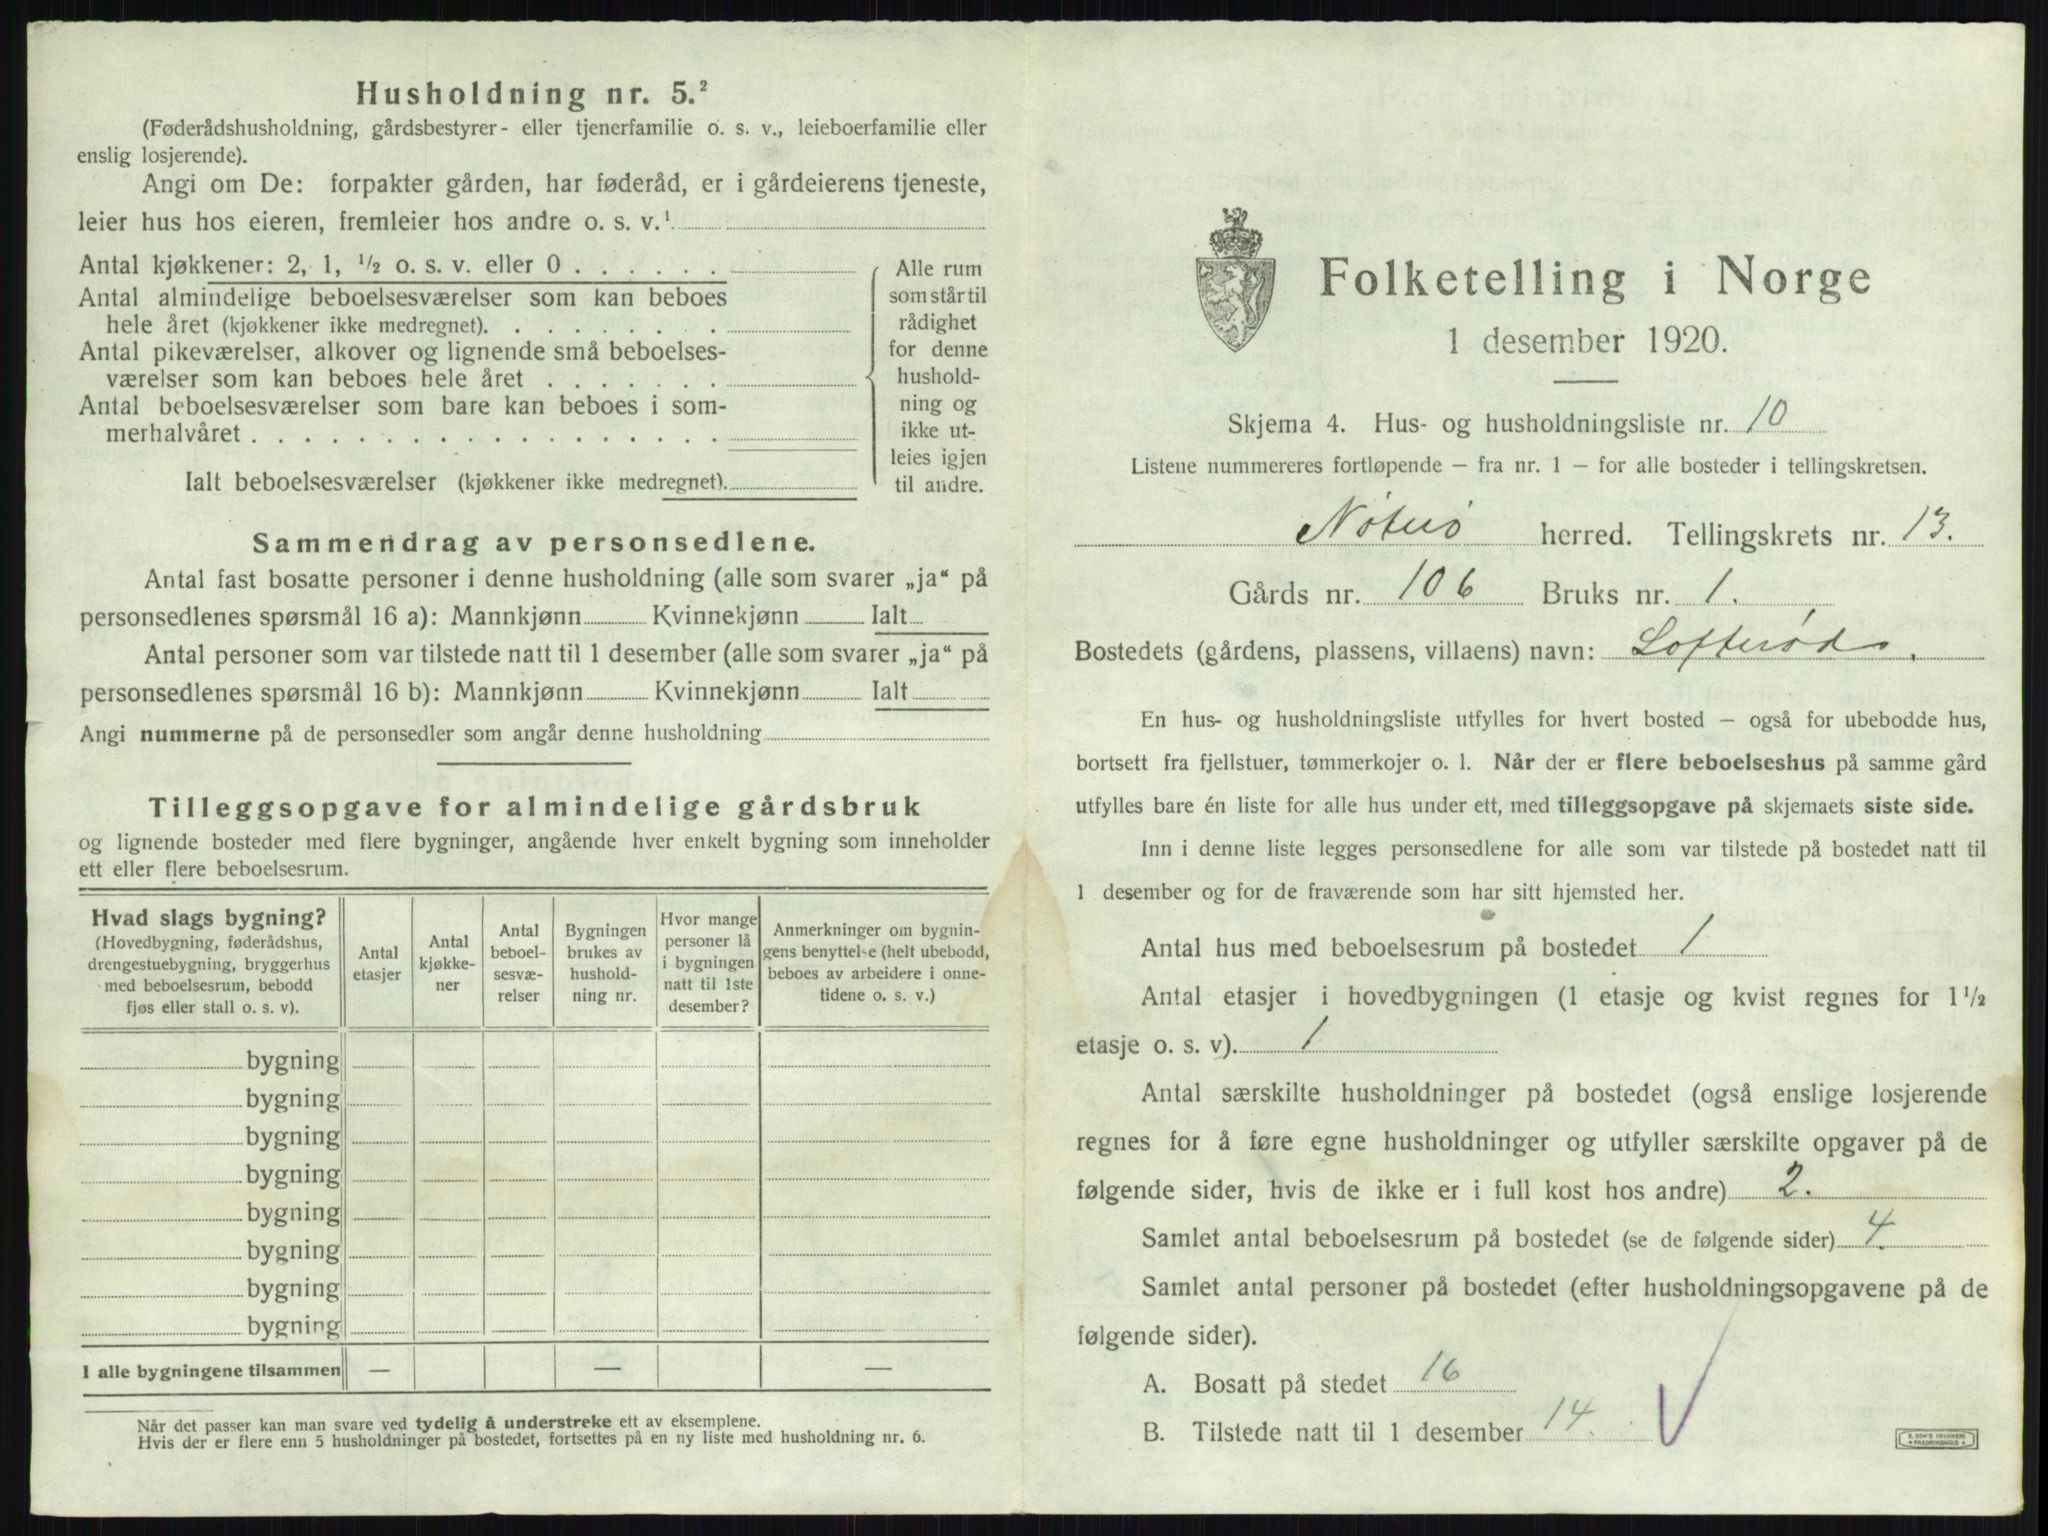 Husholdning nr. 5.²
(Føderådshusholdning, gårdsbestyrer- eller tjenerfamilie o. s. v., leieboerfamilie eller
enslig losjerende).
Angi om De: forpakter gården, har føderåd, er i gårdeierens tjeneste,
leier hus hos eieren, fremleier hos andre o. s. v.¹
Antal kjøkkener: 2, 1, ½ o. s. v. eller 0 . . . . . .
Antal almindelige beboelsesværelser som kan beboes
hele året (kjøkkener ikke medregnet). . . . . . . .
Antal pikeværelser, alkover og lignende små beboelses-
værelser som kan beboes hele året . . . . . . .
Antal beboelsesværelser som bare kan beboes i som-
merhalvåret . . . . . . . . . . . . . . . . . .
Ialt beboelsesværelser (kjøkkener ikke medregnet).
Alle rum
som står til
rådighet
for denne
hushold-
ning og
ikke ut-
leies igjen
til andre.
Sammendrag av personsedlene.
Antal fast bosatte personer i denne husholdning (alle som svarer „ja“ på
personsedlenes spørsmål 16 a): Mannkjønn Kvinnekjønn Ialt
Antal personer som var tilstede natt til 1 desember (alle som svarer „ja“ på
personsedlenes spørsmål 16 b): Mannkjønn Kvinnekjønn Ialt
Angi nummerne på de personsedler som angår denne husholdning
Tilleggsopgave for almindelige gårdsbruk
og lignende bosteder med flere bygninger, angående hver enkelt bygning som inneholder
ett eller flere beboelsesrum.
Hvad slags bygning?
(Hovedbygning, føderådshus,
drengestuebygning, bryggerhus
med beboelsesrum, bebodd
fjøs eller stall o. s. v).
Antal
etasjer
Antal
kjøkke-
ner
Antal
beboel-
sesvæ-
relser
Bygningen
brukes av
hushold-
ning nr.
Hvor mange
personer lå
i bygningen
natt til 1ste
desember?
Anmerkninger om bygnin-
gens benyttelse (helt ubebodd,
beboes av arbeidere i onne-
tidene o. s. v.)
bygning
bygning
bygning
bygning
bygning
bygning
bygning
bygning
I alle bygningene tilsammen — — —
Når det passer kan man svare ved tydelig å understreke ett av eksemplene.
Hvis der er flere enn 5 husholdninger på bostedet, fortsettes på en ny liste med husholdning nr. 6.
Folketelling i Norge
1 desember 1920.
Skjema 4. Hus- og husholdningsliste nr. 10
Listene nummereres fortløpende – fra nr. 1 – for alle bosteder i tellingskretsen.
Nøterø herred. Tellingskrets nr. 13.
Gårds nr. 106 Bruks nr. 1.
Bostedets (gårdens, plassens, villaens) navn: Lofterød.
En hus- og husholdningsliste utfylles for hvert bosted – også for ubebodde hus,
bortsett fra fjellstuer, tømmerkojer o. l. Når der er flere beboelseshus på samme gård
utfylles bare én liste for alle hus under ett, med tilleggsopgave på skjemaets siste side.
Inn i denne liste legges personsedlene for alle som var tilstede på bostedet natt til
1 desember og for de fraværende som har sitt hjemsted her.
Antal hus med beboelsesrum på bostedet 1
Antal etasjer i hovedbygningen (1 etasje og kvist regnes for 1½
etasje o. s. v). 1
Antal særskilte husholdninger på bostedet (også enslige losjerende
regnes for å føre egne husholdninger og utfyller særskilte opgaver på de
følgende sider, hvis de ikke er i full kost hos andre) 2.
Samlet antal beboelsesrum på bostedet (se de følgende sider) 4.
Samlet antal personer på bostedet (efter husholdningsopgavene på de
følgende sider).
A. Bosatt på stedet 16
B. Tilstede natt til 1 desember 14.
E. SEM'S TRYKKERI
FREDRIKSHALD